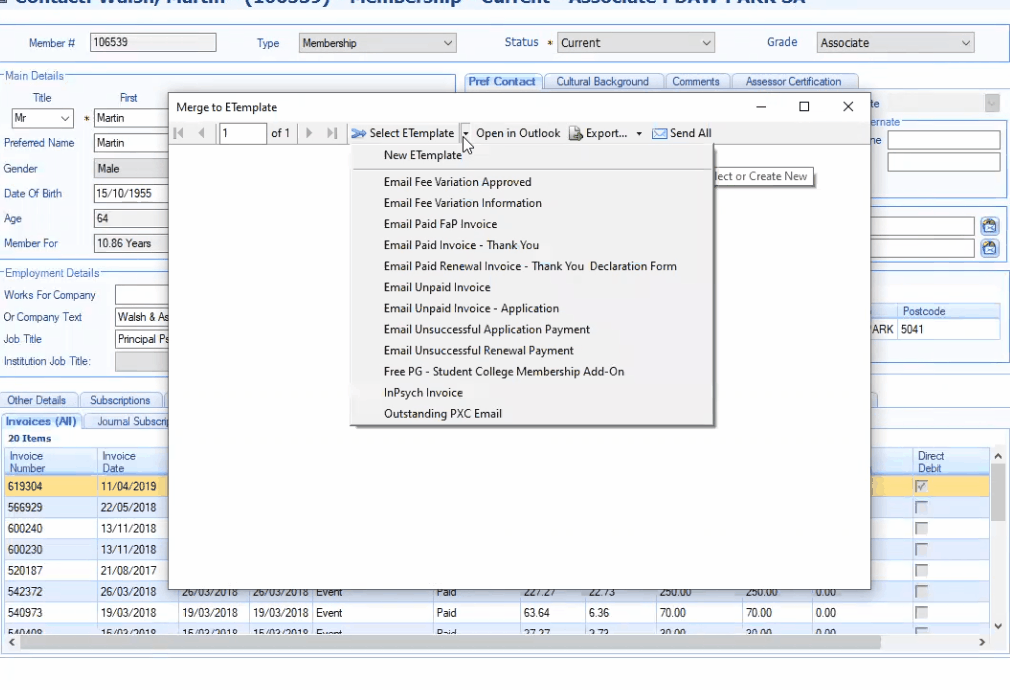 Contact: Walsh, Martin - (106539) - Membership - Current - Associate PDAW PARK SA
Member # 106539 Type Membership Status * Current Grade Associate
Main Details
Pref Contact Cultural Background Comments Assessor Certification
Title First
Mr * Martin
Preferred Name Martin
Gender Male
Date Of Birth 15/10/1955
Age 64
Member For 10.86 Years
Employment Details
Works For Company
Or Company Text Walsh & As
Job Title Principal Ps
Institution Job Title:
Postcode
ARK 5041
Merge to ETemplate
1 of 1 Select ETemplate Open in Outlook Export... Send All
New ETemplate
lect or Create New
Email Fee Variation Approved
Email Fee Variation Information
Email Paid FaP Invoice
Email Paid Invoice - Thank You
Email Paid Renewal Invoice - Thank You Declaration Form
Email Unpaid Invoice
Email Unpaid Invoice - Application
Email Unsuccessful Application Payment
Email Unsuccessful Renewal Payment
Free PG - Student College Membership Add-On
InPsych Invoice
Outstanding PXC Email
Other Details Subscriptions
Invoices (All) Journal Subscrip
20 Items
Invoice Number Invoice Date Direct Debit
619304 11/04/2019
566929 22/05/2018
600240 13/11/2018
600230 13/11/2018
520187 21/08/2017
542372 26/03/2018 26/03/2018 26/03/2018 Event Paid 227.27 22.73 250.00 250.00 0.00
540973 19/03/2018 19/03/2018 19/03/2018 Event Paid 63.64 6.36 70.00 70.00 0.00
540408 15/03/2018 15/03/2018 15/03/2018 Event Paid 27.27 2.73 30.00 30.00 0.00